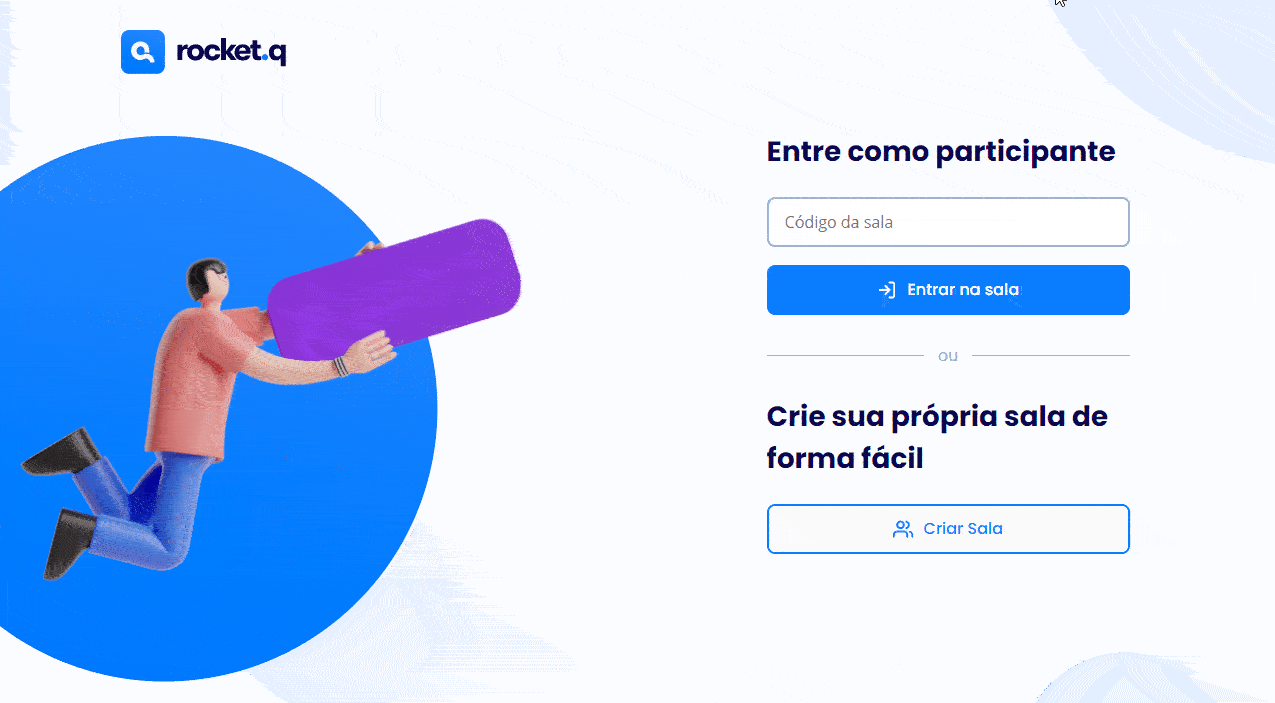 rocket.q
Entre como participante
Código da sala
Entrar na sala
ou
Crie sua própria sala de
forma fácil
Criar Sala